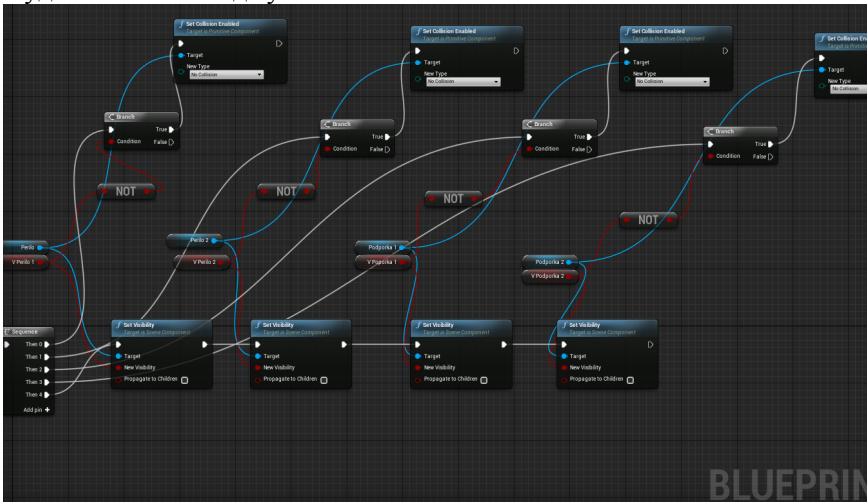 Set Collision Enabled
Target is Primitive Component
Target
New Type
No Collision
Set Collision Enabled
Target is Primitive Component
Target
New Type
No Collision
Set Collision Enabled
Target is Primitive Component
Target
New Type
No Collision
Set Collision En
Target is Primitiv
Target
New Type
No Collision
Branch
True
Condition
False
Branch
True
Condition
False
Branch
True
Condition
False
Branch
True
Condition
False
NOT
NOT
NOT
NOT
Perilo
V Perilo 1
Perilo 2
V Perilo 2
Podporka 1
V Poporka 1
Podporka 2
V Podporka 2
Sequence
Then 0
Then 1
Then 2
Then 3
Then 4
Add pin +
Set Visibility
Target is Scene Component
Target
New Visibility
Propagate to Children
Set Visibility
Target is Scene Component
Target
New Visibility
Propagate to Children
Set Visibility
Target is Scene Component
Target
New Visibility
Propagate to Children
Set Visibility
Target is Scene Component
Target
New Visibility
Propagate to Children
BLUEPRIN